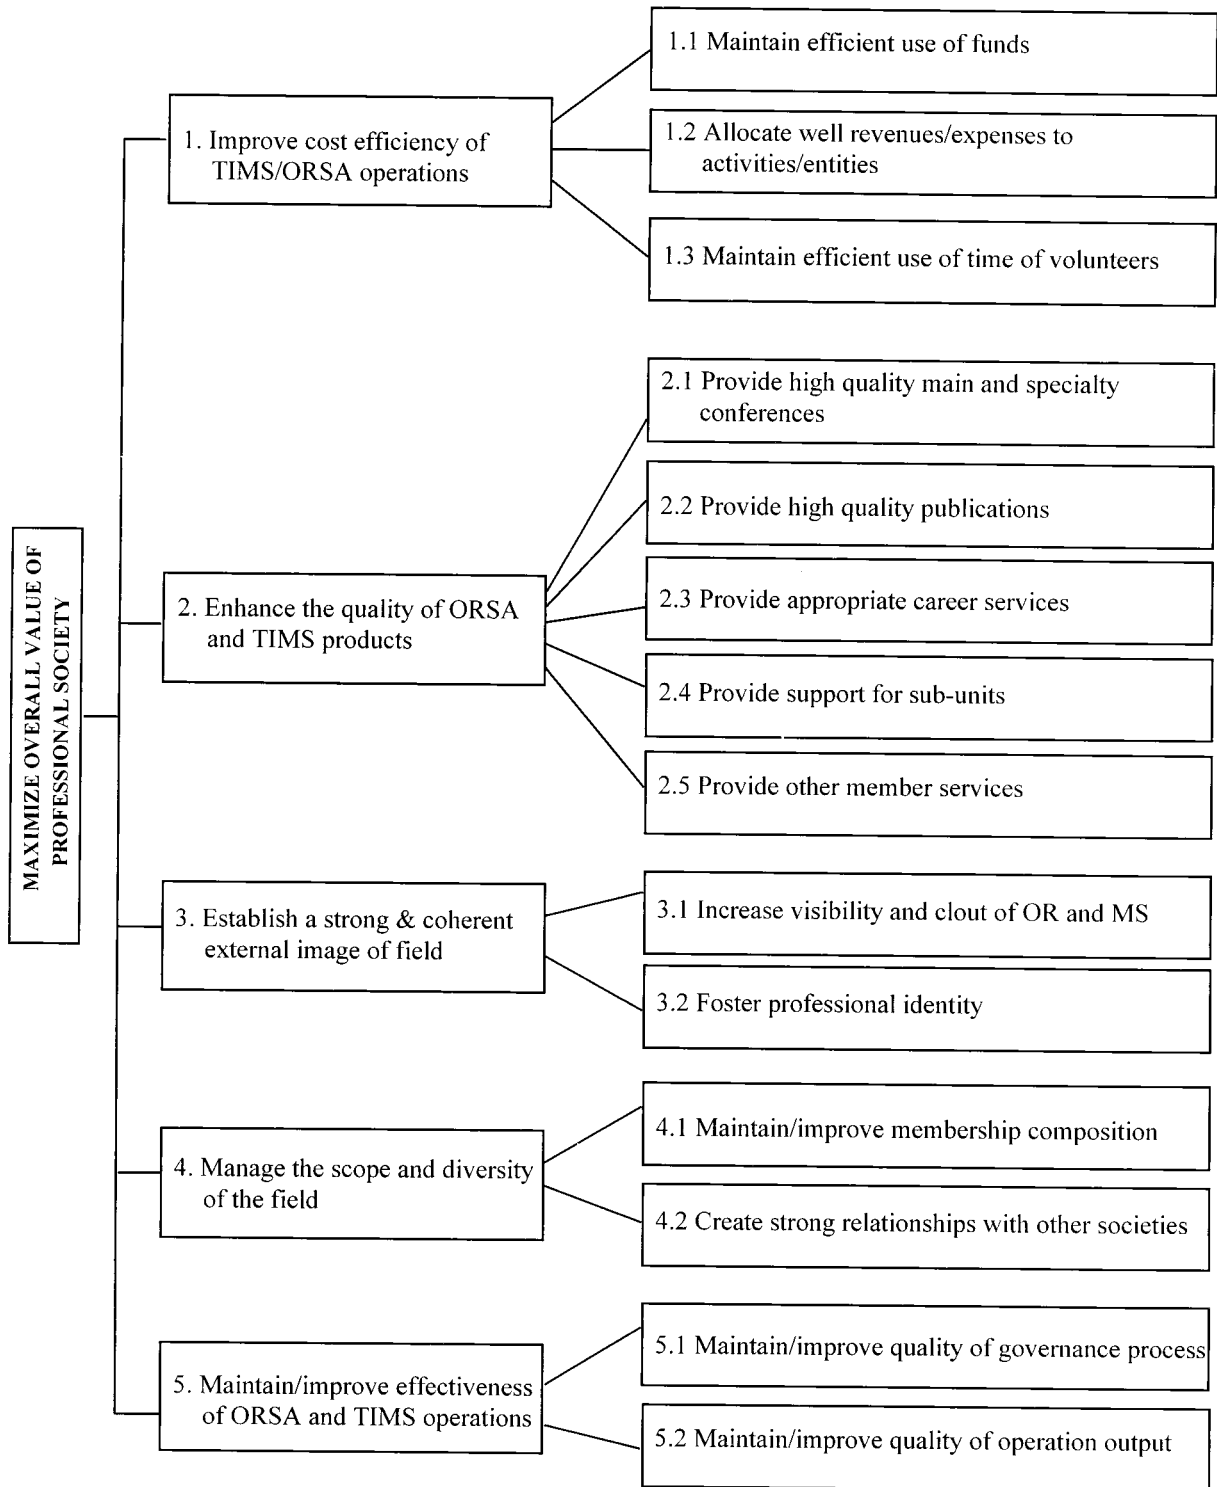 MAXIMIZE OVERALL VALUE OF
PROFESSIONAL SOCIETY
1. Improve cost efficiency of
TIMS/ORSA operations
1.1 Maintain efficient use of funds
1.2 Allocate well revenues/expenses to
activities/entities
1.3 Maintain efficient use of time of volunteers
2. Enhance the quality of ORSA
and TIMS products
2.1 Provide high quality main and specialty
conferences
2.2 Provide high quality publications
2.3 Provide appropriate career services
2.4 Provide support for sub-units
2.5 Provide other member services
3. Establish a strong & coherent
external image of field
3.1 Increase visibility and clout of OR and MS
3.2 Foster professional identity
4. Manage the scope and diversity
of the field
4.1 Maintain/improve membership composition
4.2 Create strong relationships with other societies
5. Maintain/improve effectiveness
of ORSA and TIMS operations
5.1 Maintain/improve quality of governance process
5.2 Maintain/improve quality of operation output